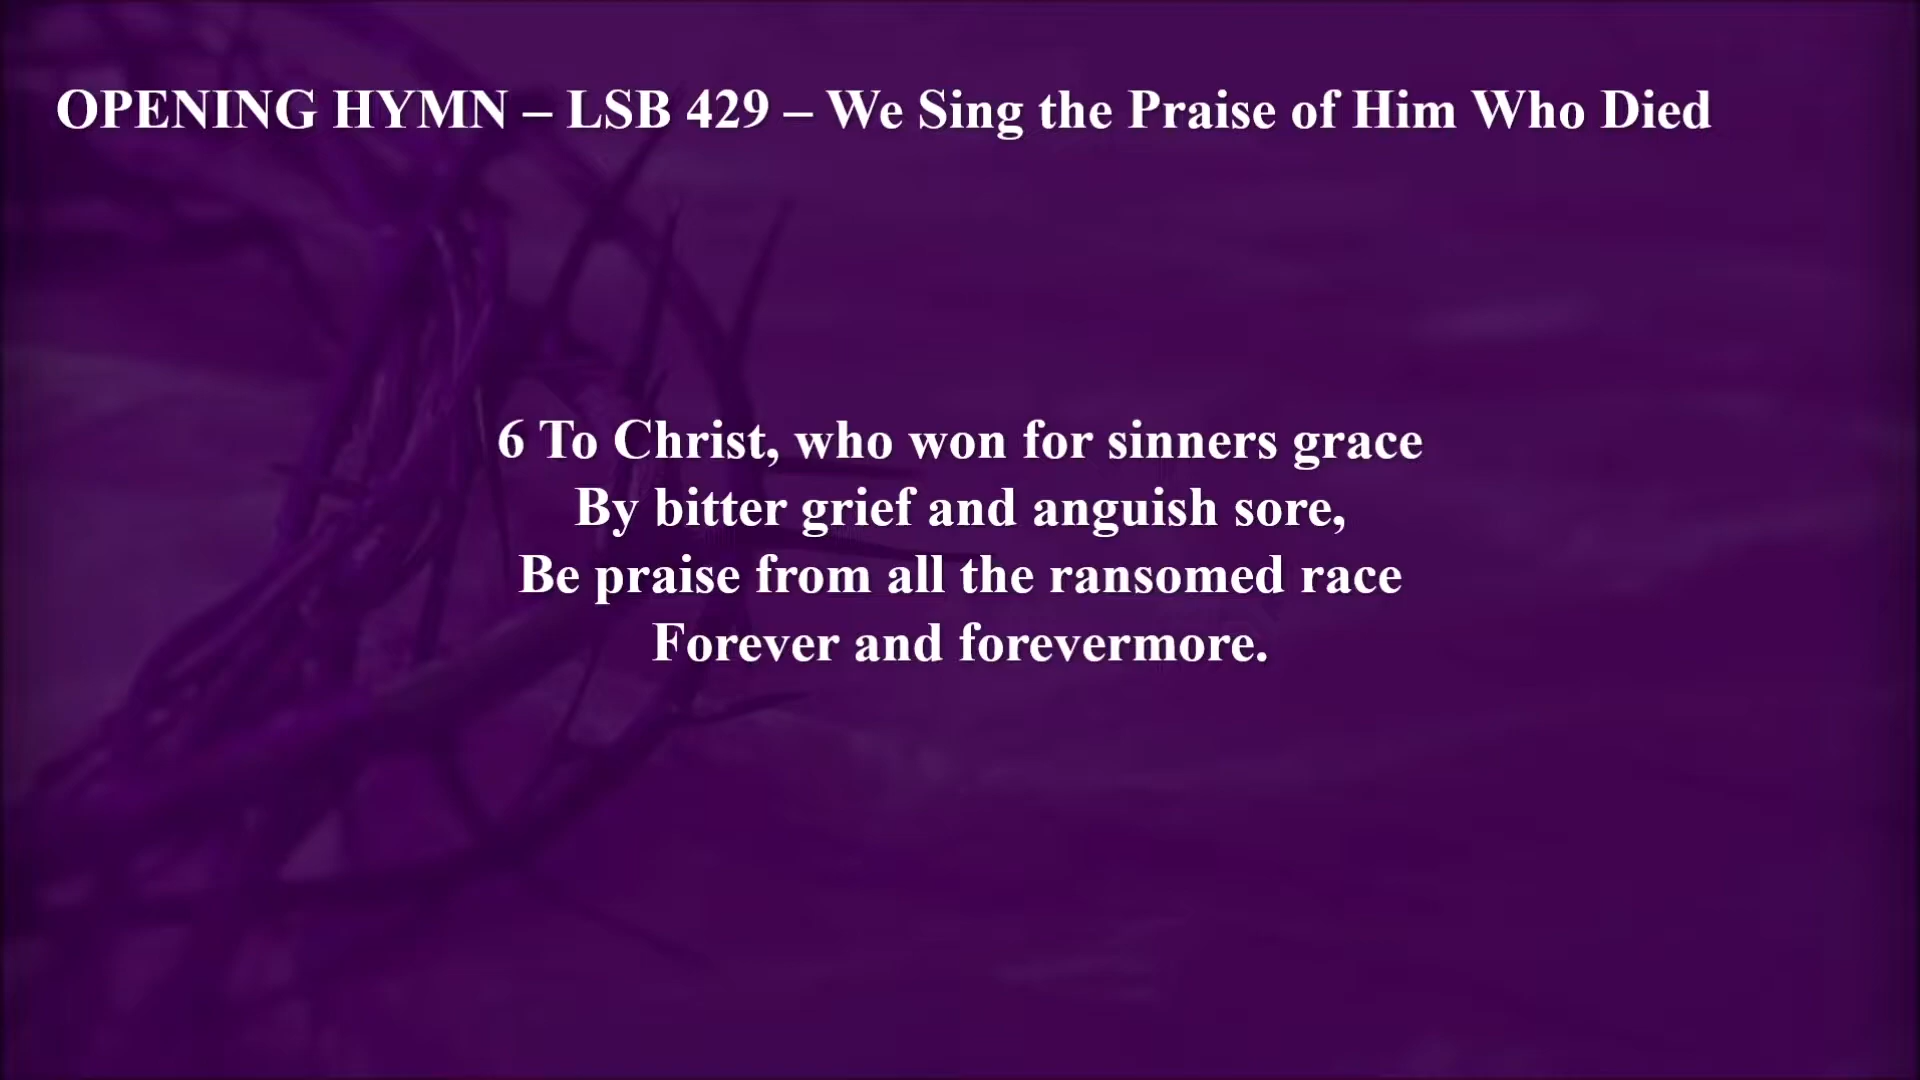 OPENING HYMN – LSB 429 – We Sing the Praise of Him Who Died
6 To Christ, who won for sinners grace
By bitter grief and anguish sore,
Be praise from all the ransomed race
Forever and forevermore.